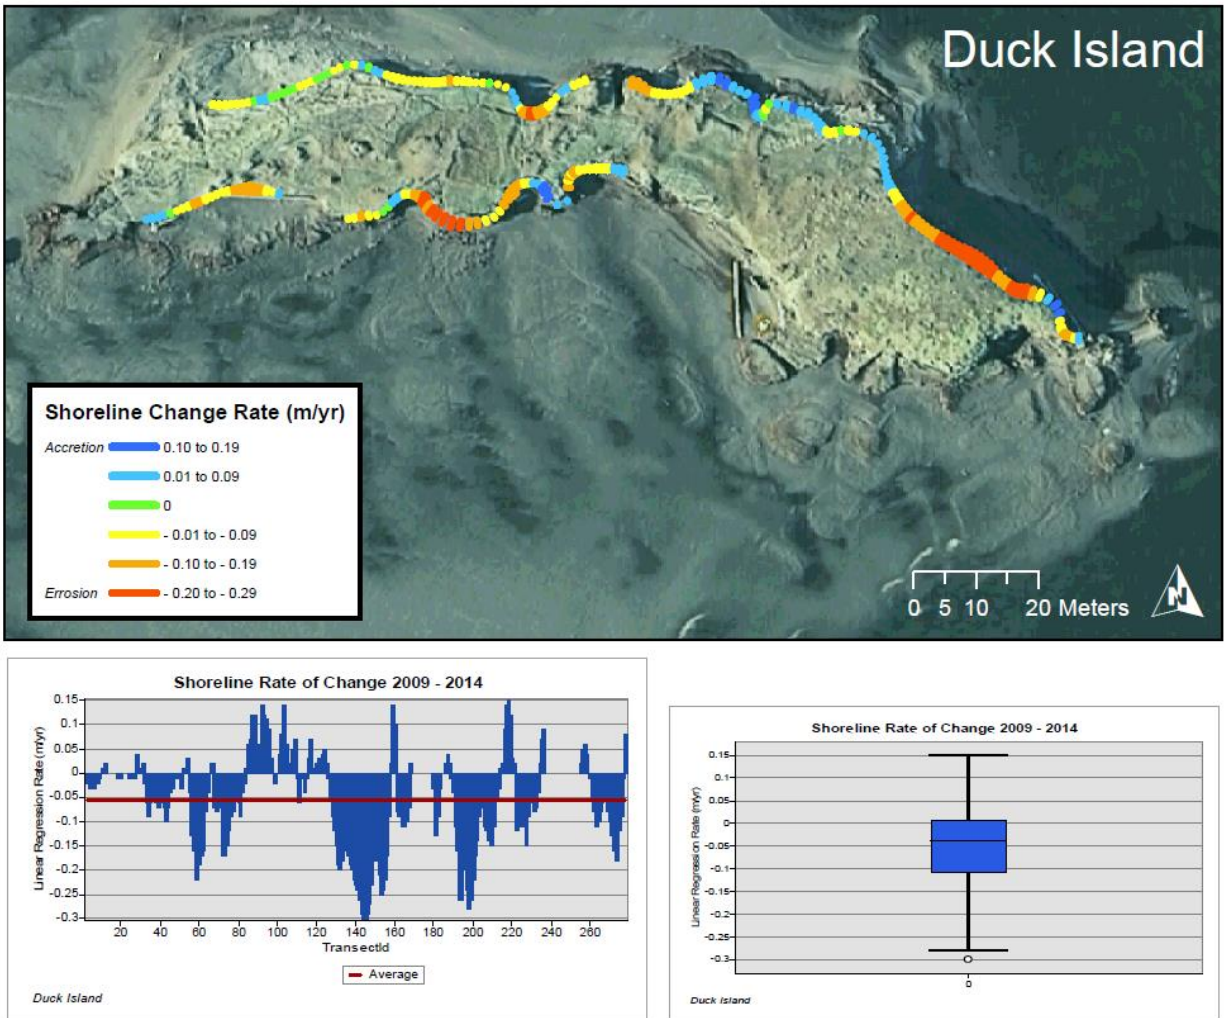 Duck Island
Shoreline Change Rate (m/yr)
Accretion 0.10 to 0.19
0.01 to 0.09
0
- 0.01 to - 0.09
- 0.10 to - 0.19
Errosion - 0.20 to - 0.29
0 5 10 20 Meters
N
Shoreline Rate of Change 2009 - 2014
Linear Regression Rate (m/yr)
0.15
0.1
0.05
0
-0.05
-0.1
-0.15
-0.2
-0.25
-0.3
20 40 60 80 100 120 140 160 180 200 220 240 260
TransectId
Average
Duck Island
Shoreline Rate of Change 2009 - 2014
Linear Regression Rate (m/yr)
0.15
0.1
0.05
0
-0.05
-0.1
-0.15
-0.2
-0.25
-0.3
0
Duck Island